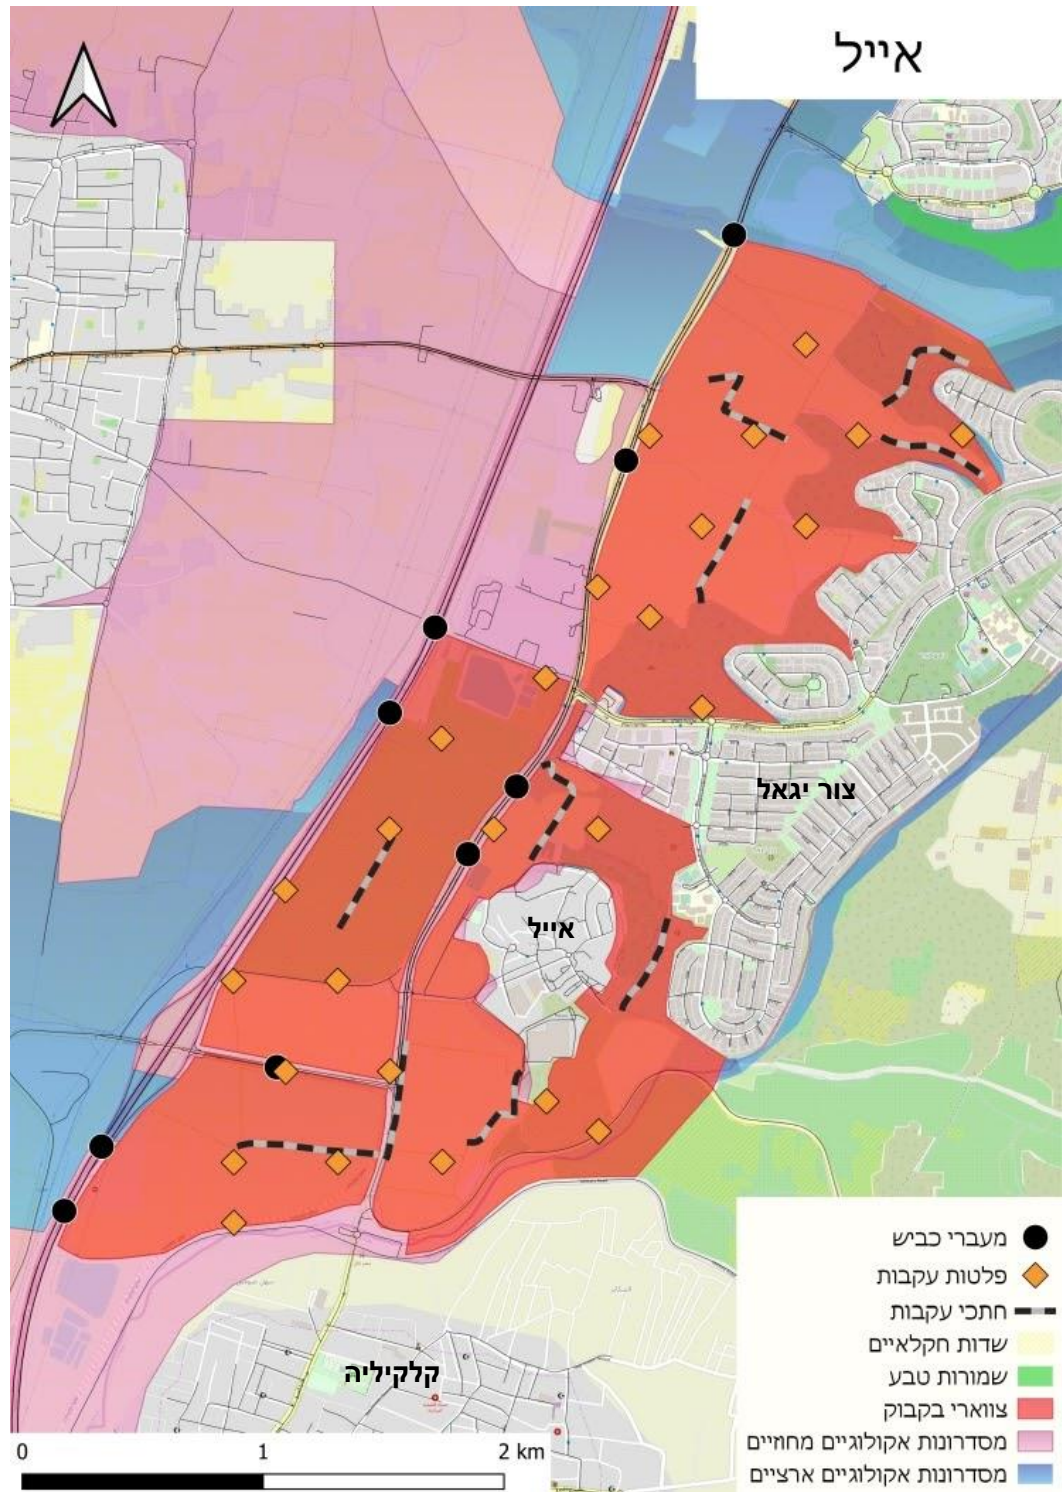 אייל
צור יגאל
אייל
קלקיליה
מעברי כביש
פלטות עקבות
חתכי עקבות
שדות חקלאיים
שמורות טבע
צווארי בקבוק
מסדרונות אקולוגיים מחוזיים
מסדרונות אקולוגיים ארציים
0 1 2 km